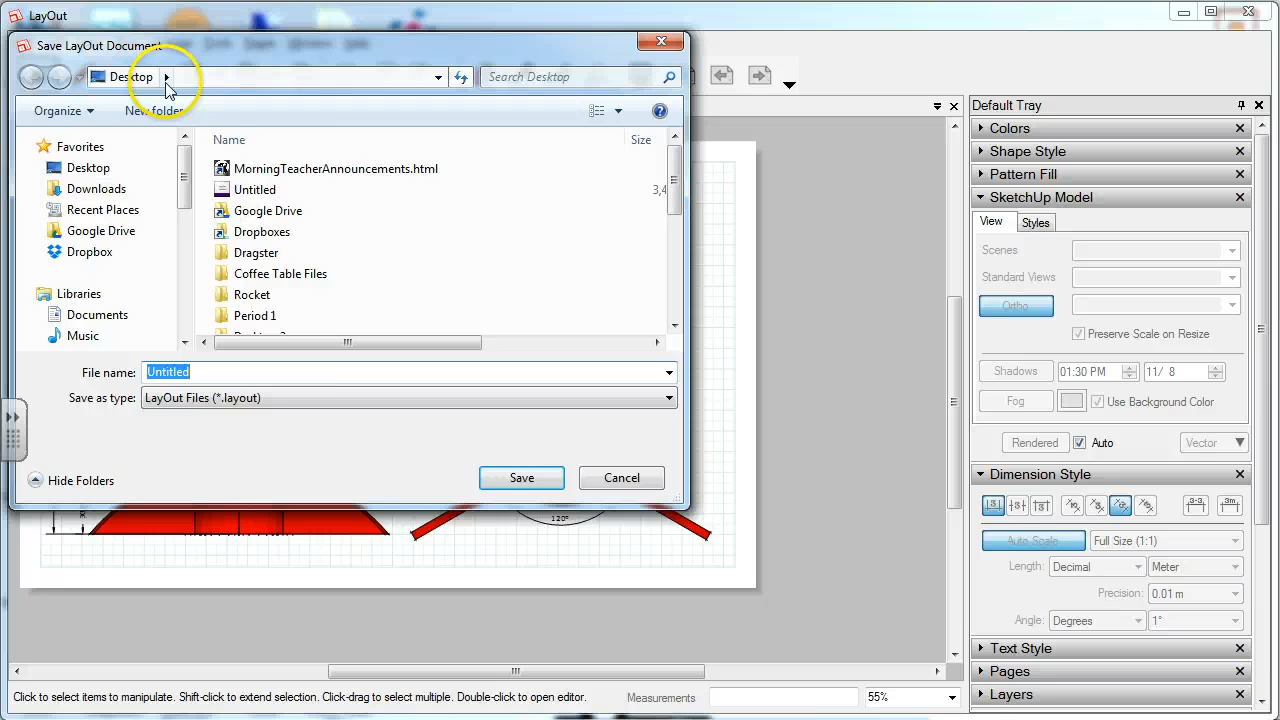 LayOut
Save LayOut Document
Desktop
Search Desktop
Organize
New folder
Favorites
Desktop
Downloads
Recent Places
Google Drive
Dropbox
Libraries
Documents
Music
Name
Size
MorningTeacherAnnouncements.html
Untitled
3,4
Google Drive
Dropboxes
Dragster
Coffee Table Files
Rocket
Period 1
File name:
Untitled
Save as type:
LayOut Files (*.layout)
Hide Folders
Save
Cancel
120°
Default Tray
Colors
Shape Style
Pattern Fill
SketchUp Model
View
Styles
Scenes
Standard Views
Ortho
Preserve Scale on Resize
Shadows
01:30 PM
11/ 8
Fog
Use Background Color
Rendered
Auto
Vector
Dimension Style
Auto Scale
Full Size (1:1)
Length:
Decimal
Meter
Precision:
0.01 m
Angle:
Degrees
1°
Text Style
Pages
Layers
Click to select items to manipulate. Shift-click to extend selection. Click-drag to select multiple. Double-click to open editor.
Measurements
55%